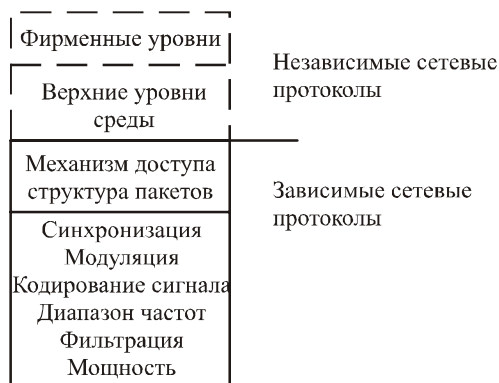 Фирменные уровни
Верхние уровни
среды
Независимые сетевые
протоколы
Механизм доступа
структура пакетов
Зависимые сетевые
протоколы
Синхронизация
Модуляция
Кодирование сигнала
Диапазон частот
Фильтрация
Мощность